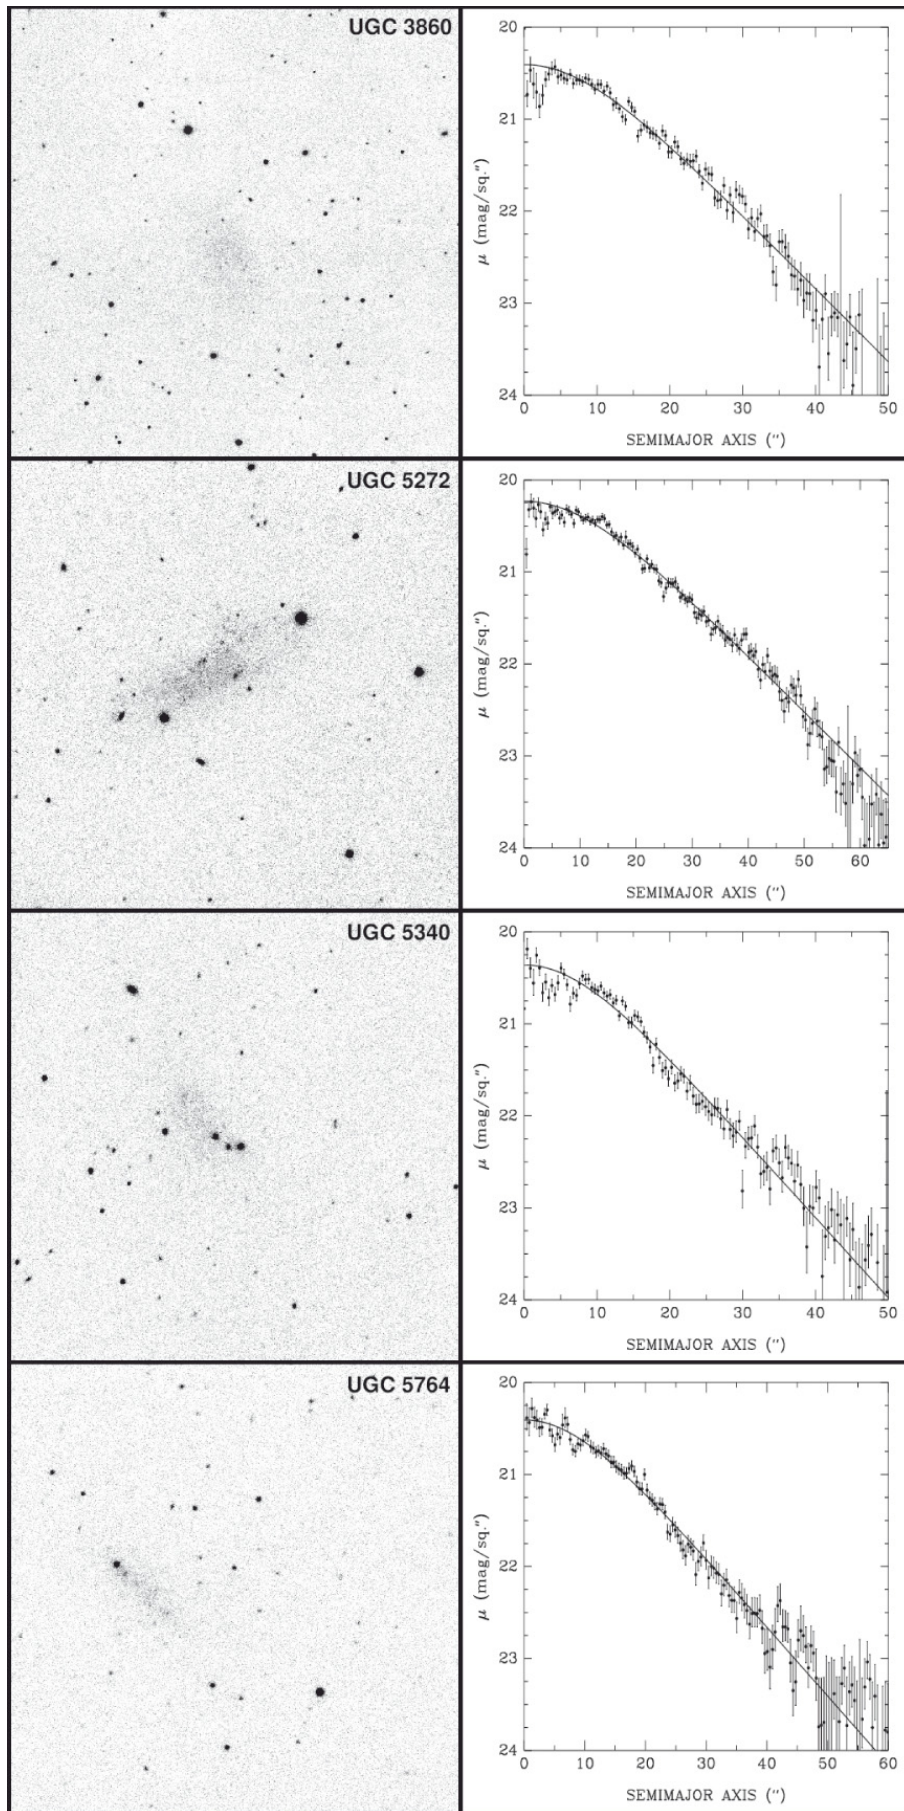 UGC 3860
20
21
22
23
24
μ (mag/sq.")
0 10 20 30 40 50
SEMIMAJOR AXIS (")
UGC 5272
20
21
22
23
24
μ (mag/sq.")
0 10 20 30 40 50 60
SEMIMAJOR AXIS (")
UGC 5340
20
21
22
23
24
μ (mag/sq.")
0 10 20 30 40 50
SEMIMAJOR AXIS (")
UGC 5764
20
21
22
23
24
μ (mag/sq.")
0 10 20 30 40 50 60
SEMIMAJOR AXIS (")